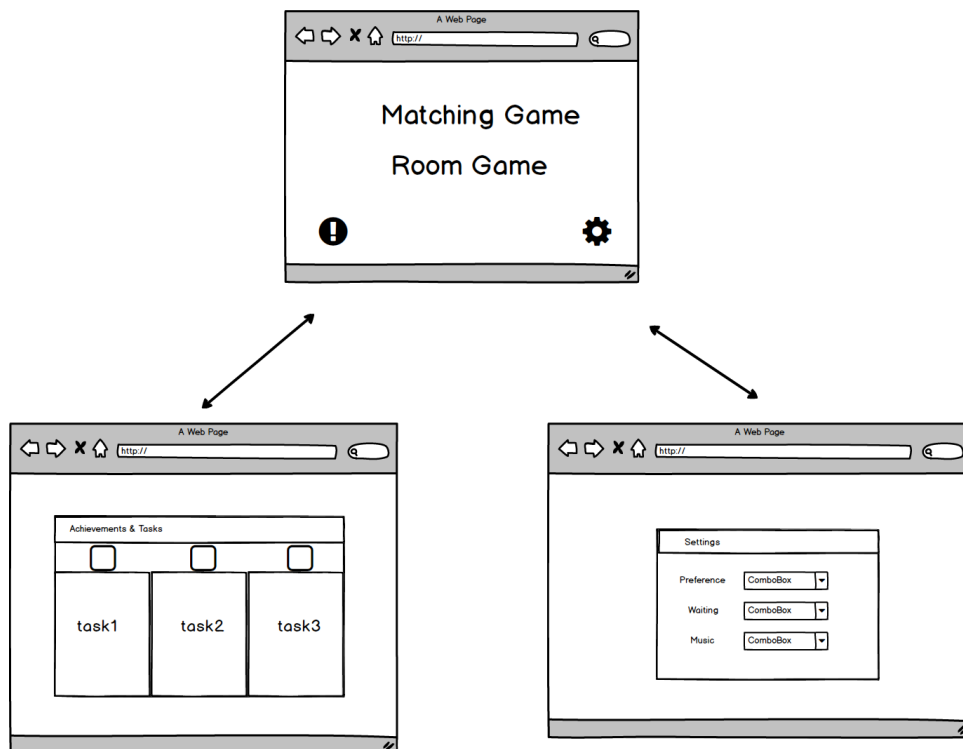 A Web Page
http://
Matching Game
Room Game
A Web Page
http://
Achievements & Tasks
task1 task2 task3
A Web Page
http://
Settings
Preference ComboBox
Waiting ComboBox
Music ComboBox